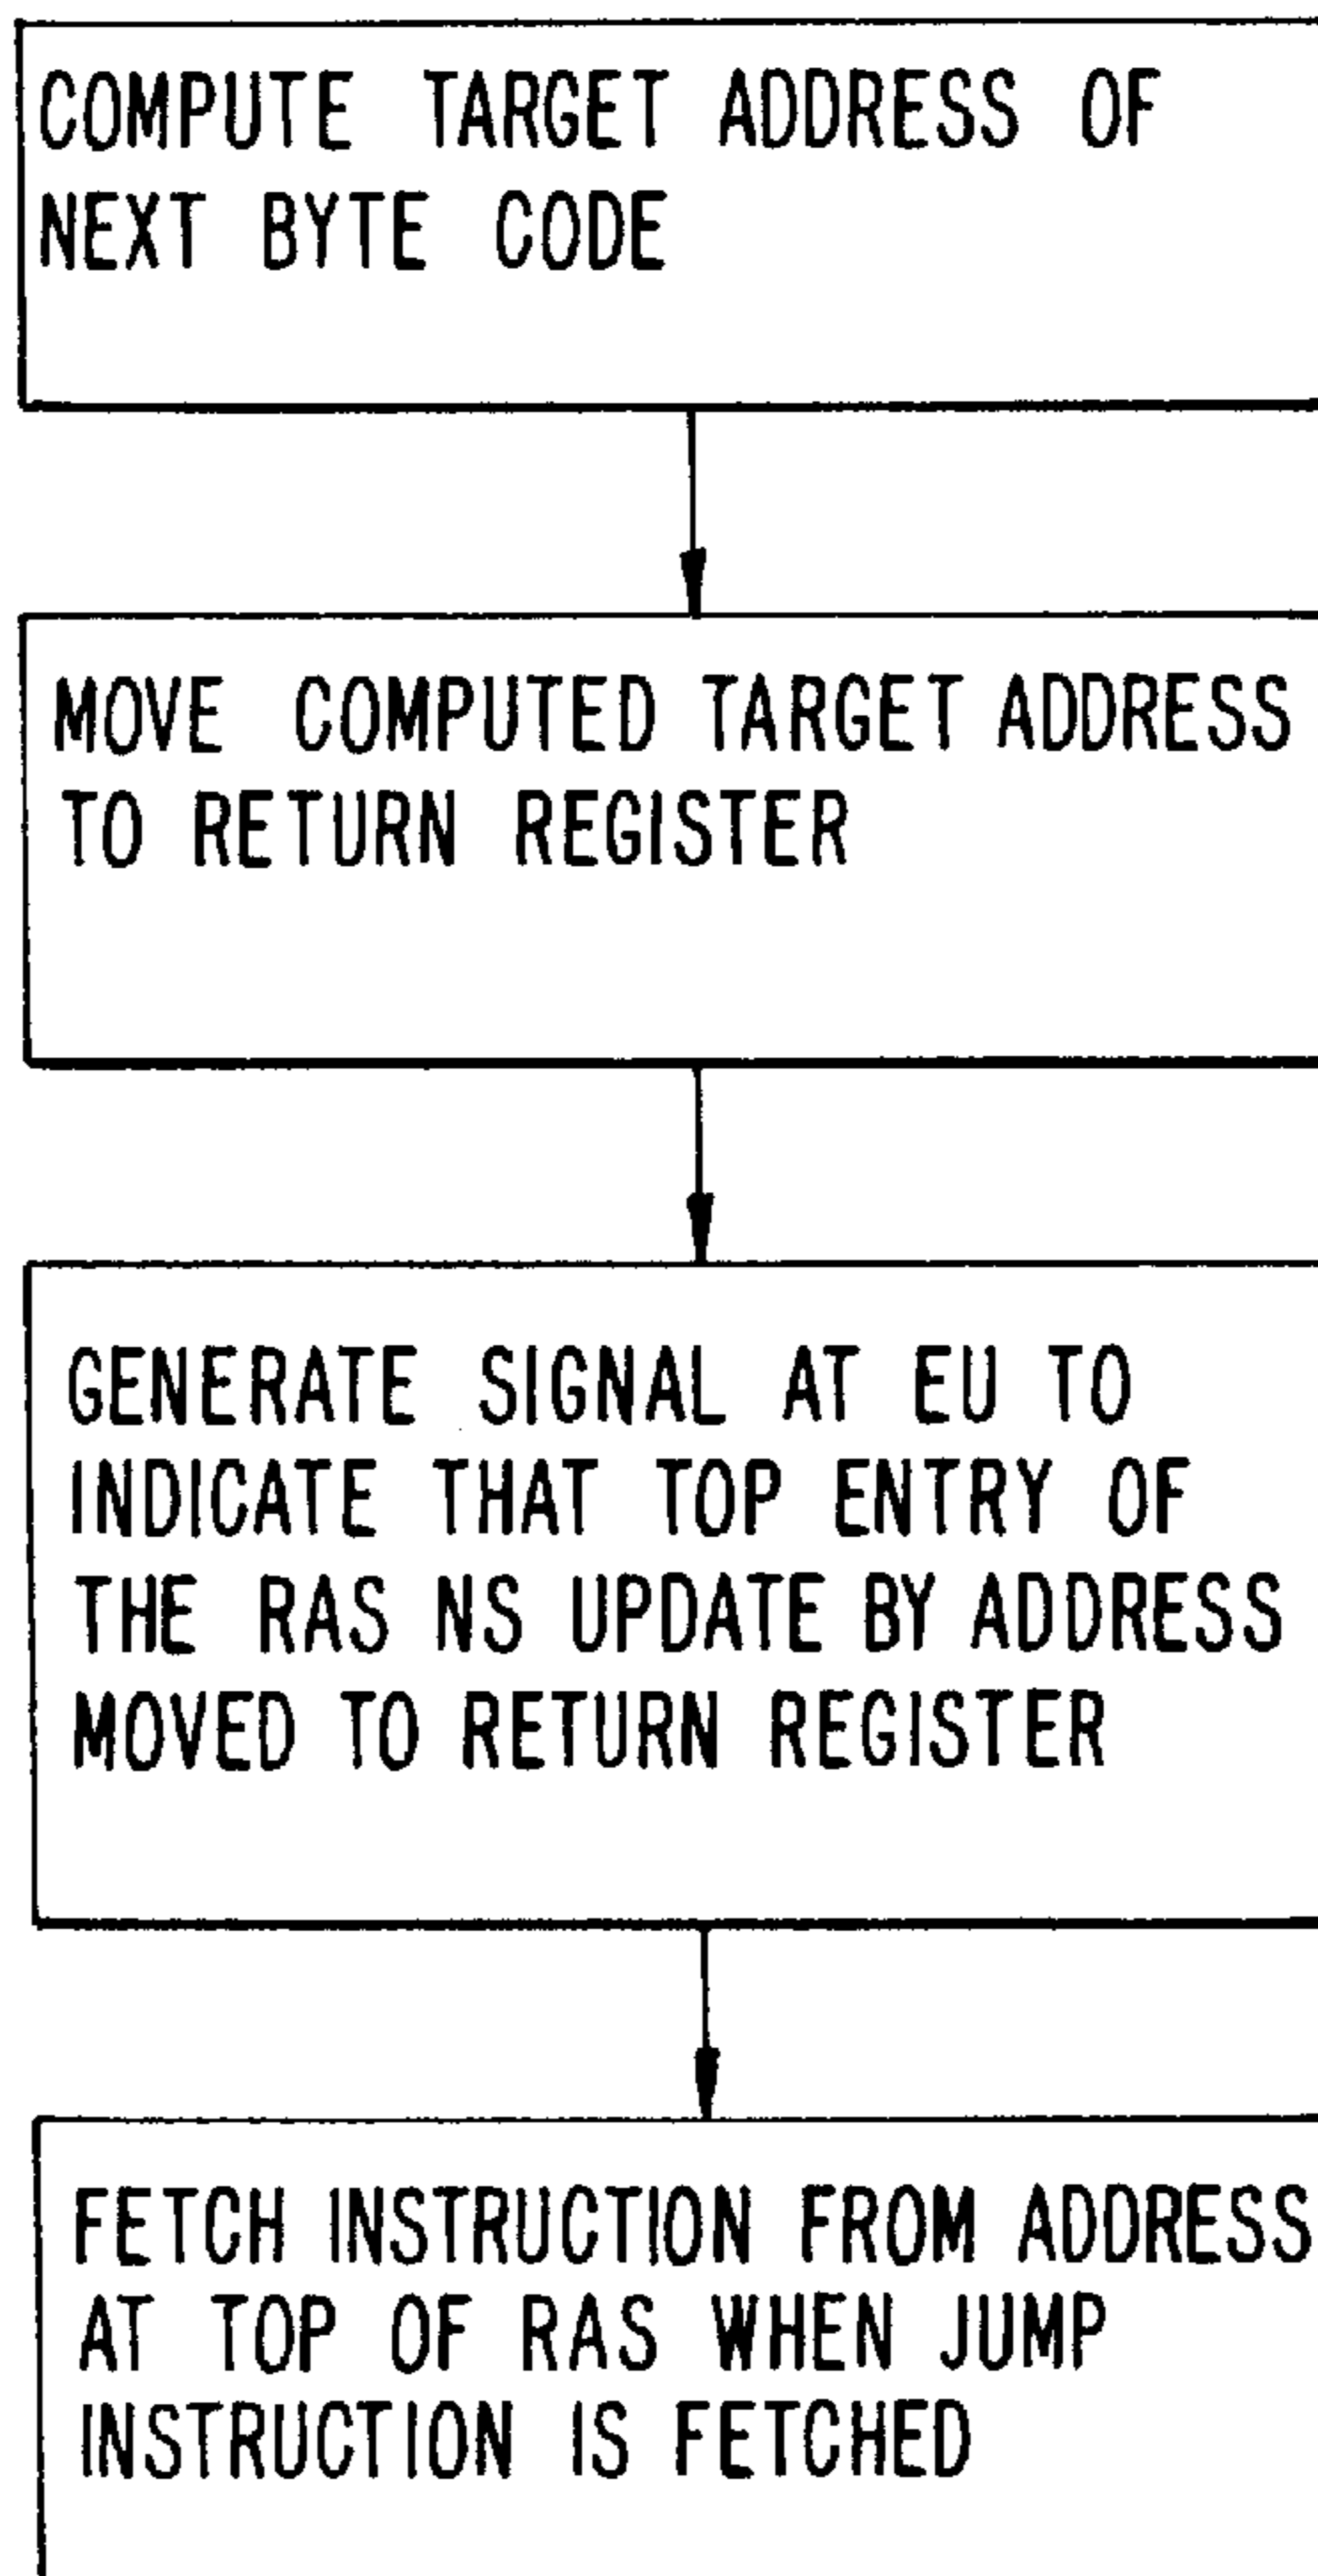 COMPUTE TARGET ADDRESS OF
NEXT BYTE CODE
MOVE COMPUTED TARGET ADDRESS
TO RETURN REGISTER
GENERATE SIGNAL AT EU TO
INDICATE THAT TOP ENTRY OF
THE RAS NS UPDATE BY ADDRESS
MOVED TO RETURN REGISTER
FETCH INSTRUCTION FROM ADDRESS
AT TOP OF RAS WHEN JUMP
INSTRUCTION IS FETCHED